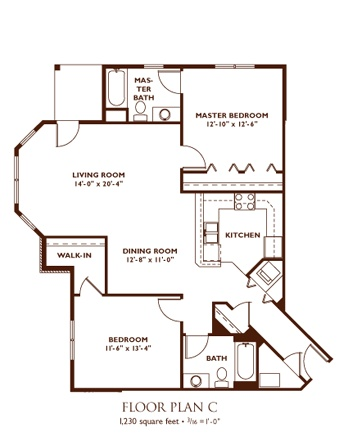 MAS-
TER
BATH
MASTER BEDROOM
12'-10" x 12'-6"
LIVING ROOM
14'-0" x 20'-4"
KITCHEN
DINING ROOM
12'-8" x 11'-0"
WALK-IN
BEDROOM
11'-6" x 13'-4"
BATH
FLOOR PLAN C
1,230 square feet • 3/16 =1'-0"